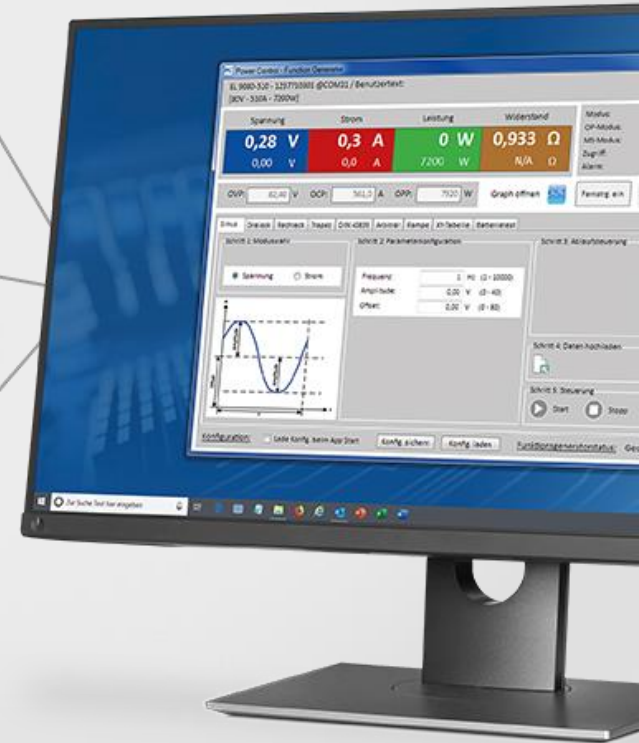 Power Control - Function Generator
EL 9080-510 - 1237710001 @COM21 / Benutzertext:
[80V - 510A - 7200W]
Spannung Strom Leistung Widerstand
0,28 V 0,3 A 0 W 0,933 Ω
0,00 V 0,0 A 7200 W N/A Ω
Modus:
OP-Modus:
MS-Modus:
Zugriff:
Alarm:
OVP: V OCP: 561,0 A OPP: 7920 W Graph öffnen Fernstg. ein
Sinus Dreieck Rechteck Trapez DIN 40839 Arbiträr Rampe XY-Tabelle Batterietest
Schritt 1: Moduswahl
Spannung Strom
Schritt 2: Parameterkonfiguration
Frequenz: 1 Hz (1 - 10000)
Amplitude: 0,00 V (0 - 40)
Offset: 0,00 V (0 - 80)
Schritt 3: Ablaufsteuerung
Schritt 4: Daten hochladen
Schritt 5: Steuerung
Start Stopp
Konfiguration: Lade Konfig. beim App Start Konfig. sichern Konfig. laden Funktionsgeneratorstatus:
Zur Suche Text hier eingeben